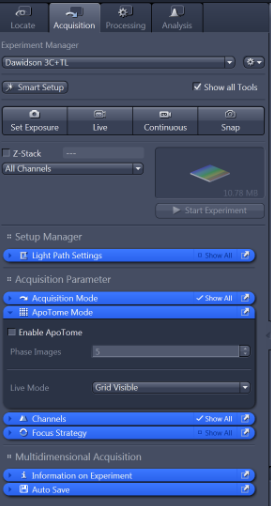 Locate Acquisition Processing Analysis
Experiment Manager
Dawidson 3C+TL
Smart Setup Show all Tools
Set Exposure Live Continuous Snap
Z-Stack ---
All Channels
10.78 MB
Start Experiment
Setup Manager
Light Path Settings Show All
Acquisition Parameter
Acquisition Mode Show All
ApoTome Mode
Enable ApoTome
Phase Images 5
Live Mode Grid Visible
Channels Show All
Focus Strategy Show All
Multidimensional Acquisition
Information on Experiment
Auto Save